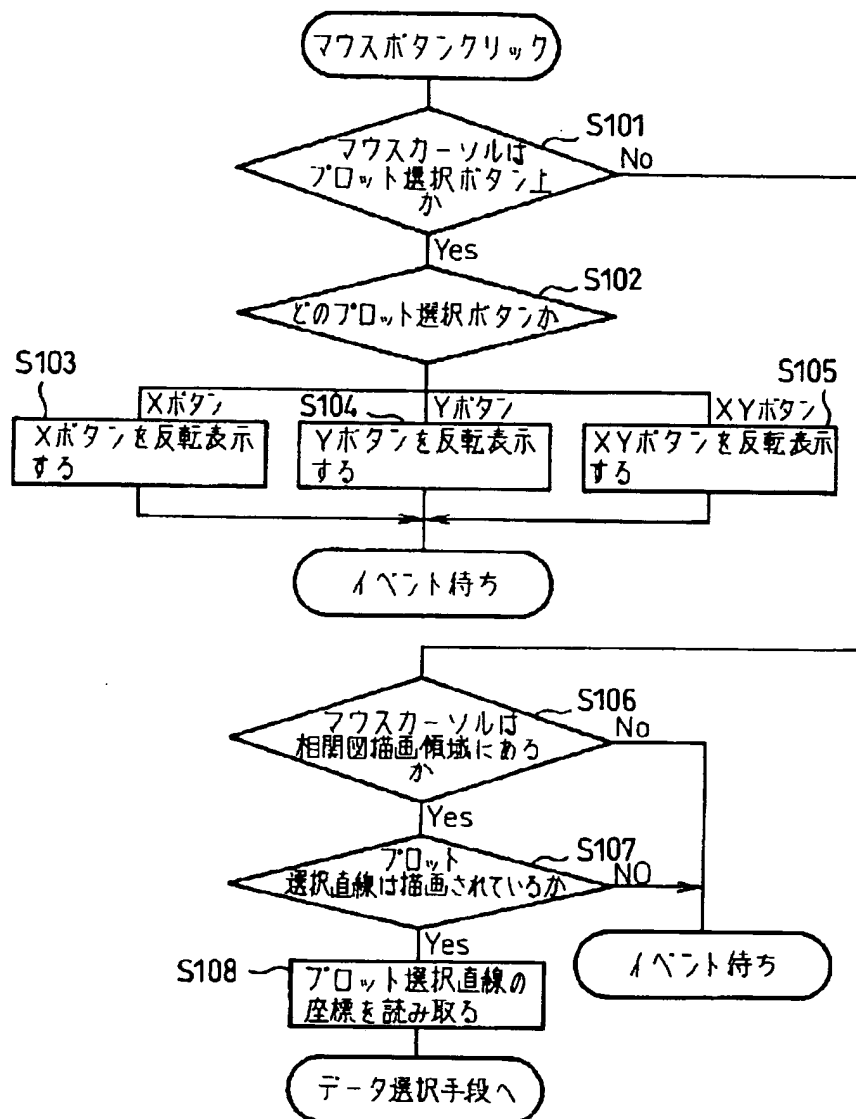 マウスボタンクリック
S101
マウスカーソルは
プロット選択ボタン上
か
No
Yes
S102
どのプロット選択ボタンか
S103
Xボタン
S104
Yボタン
XYボタン
S105
Xボタンを反転表示
する
Yボタンを反転表示
する
XYボタンを反転表示
する
イベント待ち
S106
マウスカーソルは
相関図描画領域にある
か
No
Yes
S107
プロット
選択直線は描画されているか
NO
Yes
S108
プロット選択直線の
座標を読み取る
イベント待ち
データ選択手段へ